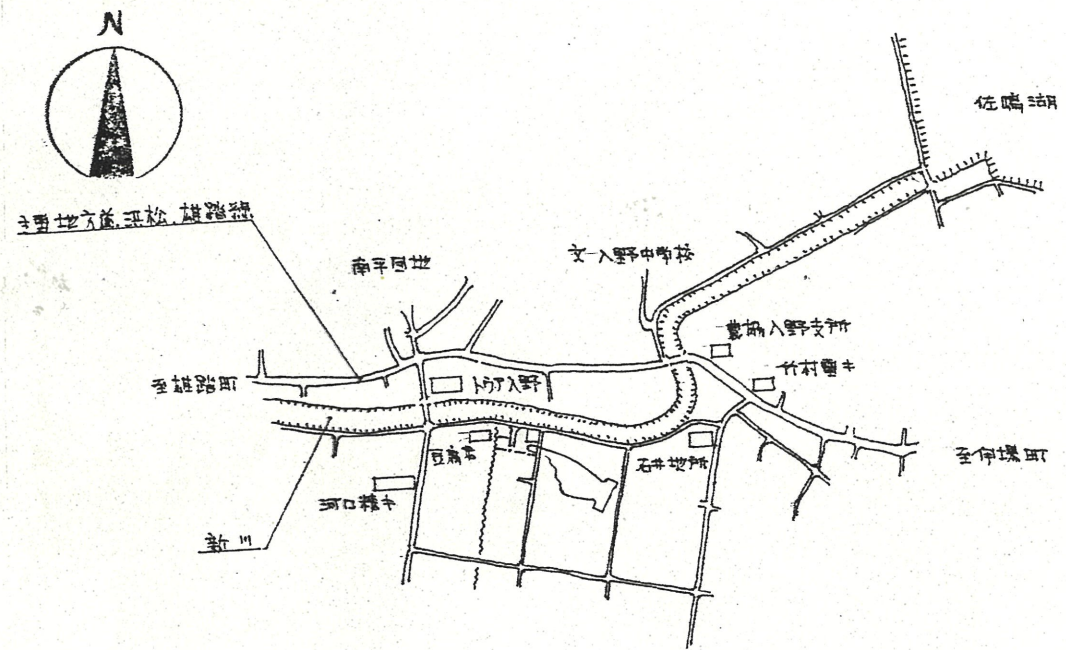 N
佐鳴湖
主要地方道.浜松.雄踏線
南平団地
文一入野中学校
農協入野支所
竹村電キ
至雄踏町
トウア入野
豆腐書
石井地所
至伊場町
河口精キ
新川